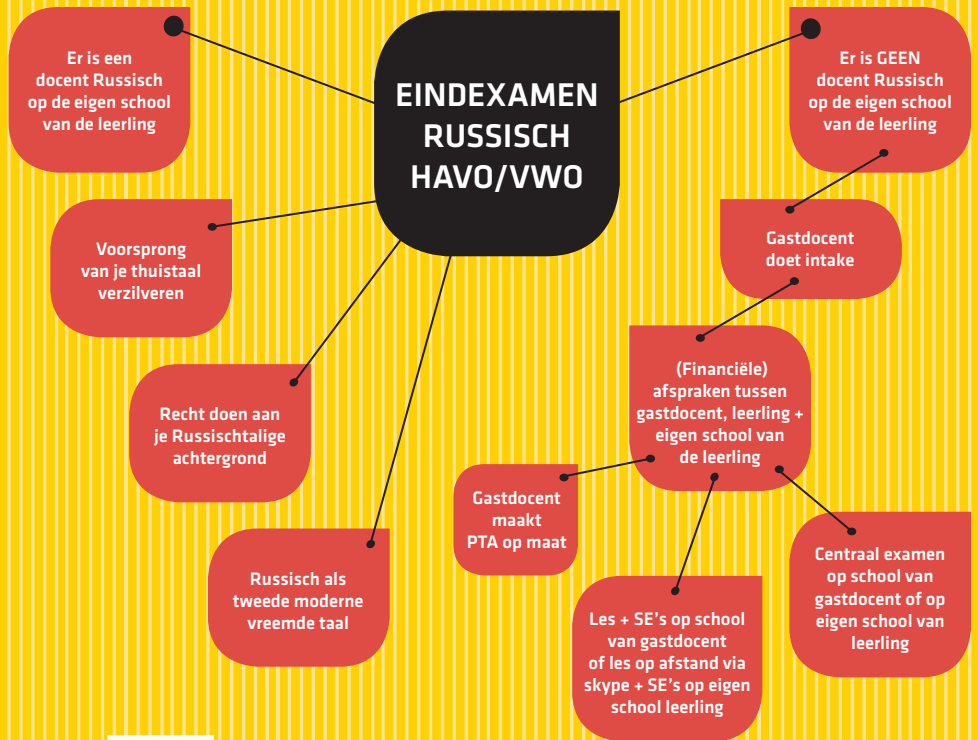 EINDEXAMEN
RUSSISCH
HAVO/VWO
Er is een
docent Russisch
op de eigen school
van de leerling
Voorsprong
van je thuistaal
verzilveren
Recht doen aan
je Russischtalige
achtergrond
Russisch als
tweede moderne
vreemde taal
Er is GEEN
docent Russisch
op de eigen school
van de leerling
Gastdocent
doet intake
(Financiële)
afspraken tussen
gastdocent, leerling +
eigen school van
de leerling
Gastdocent
maakt
PTA op maat
Les + SE's op school
van gastdocent
of les op afstand via
skype + SE's op eigen
school leerling
Centraal examen
op school van
gastdocent of op
eigen school van
leerling